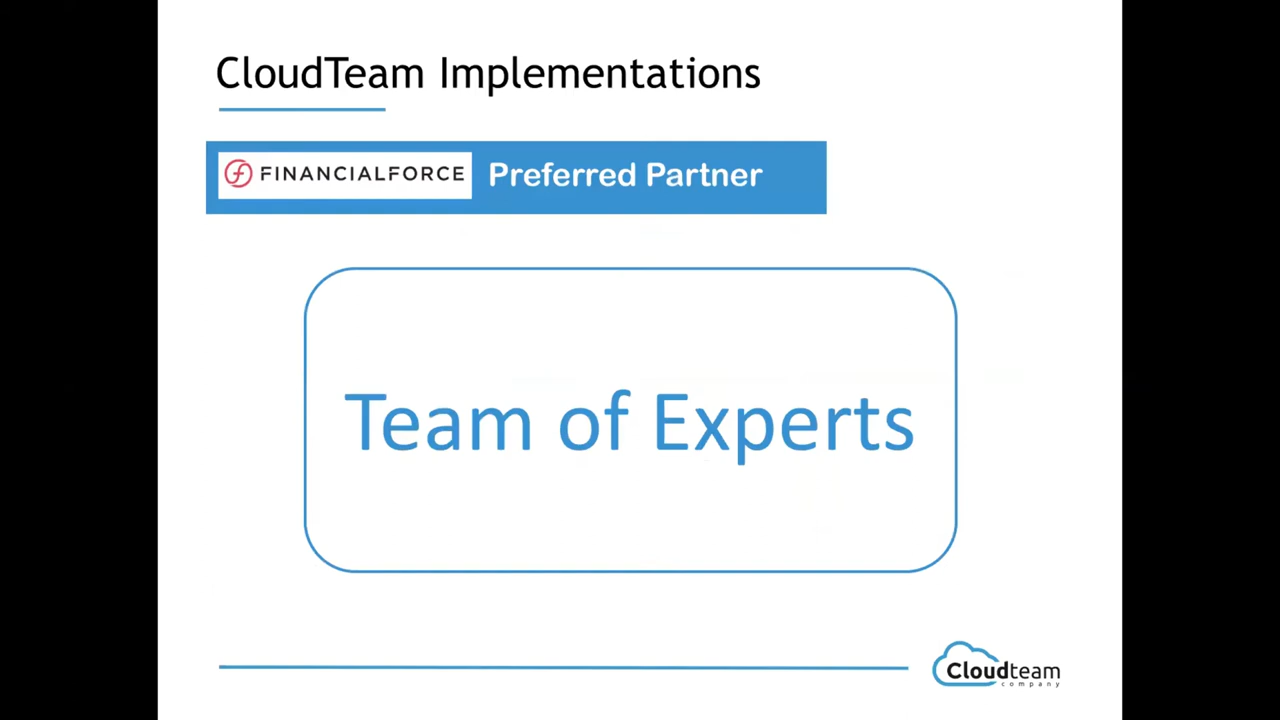 CloudTeam Implementations
FINANCIALFORCE Preferred Partner
Team of Experts
Cloudteam
company